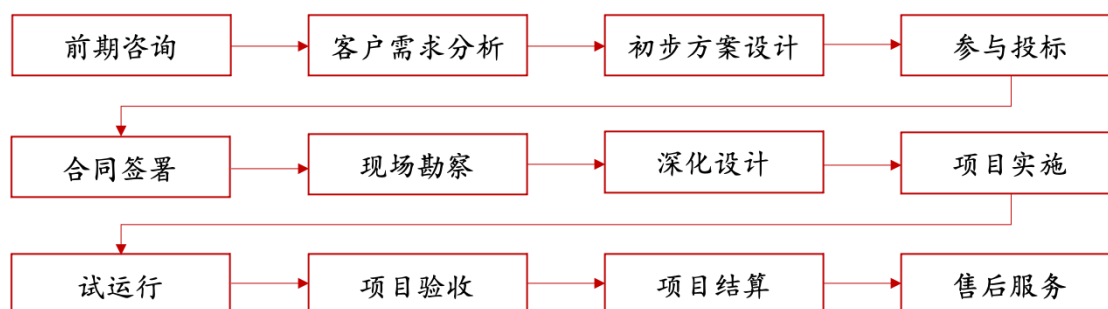 前期咨询 客户需求分析 初步方案设计 参与投标
合同签署 现场勘察 深化设计 项目实施
试运行 项目验收 项目结算 售后服务